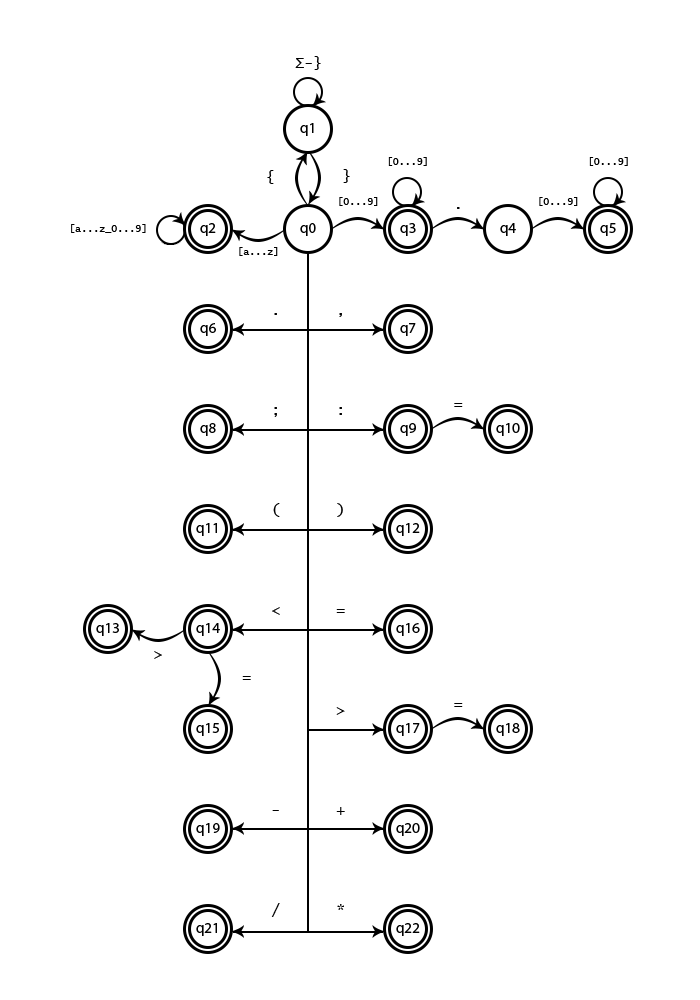 Σ-}
q1
{ }
[0...9] [0...9]
[0...9] . [0...9]
[a...z_0...9] q2 q0 q3 q4 q5
[a...z]
. ,
q6 q7
; : =
q8 q9 q10
( )
q11 q12
< =
q13 q14 q16
> =
> =
q15 q17 q18
- +
q19 q20
/ *
q21 q22